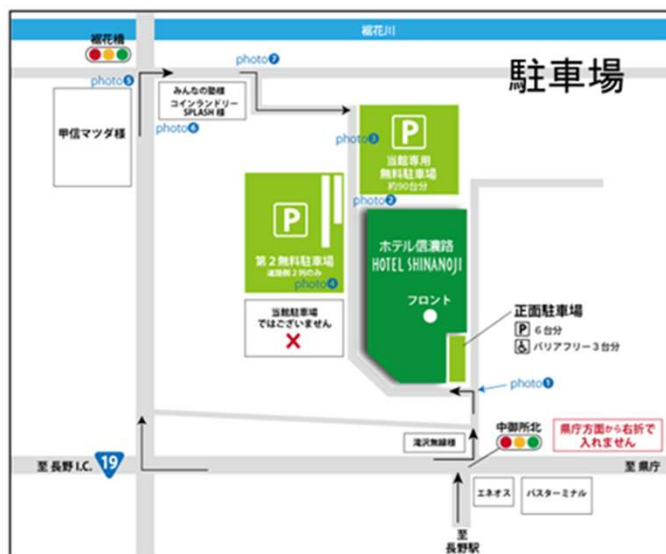 裾花川
裾花橋
photo❼
駐車場
photo❺
みんなの塾様
コインランドリー
SPLASH 様
photo❻
甲信マツダ様
P
photo❸
当館専用
無料駐車場
約90台分
photo❷
P
第2無料駐車場
道路側2列のみ
photo❹
ホテル信濃路
HOTEL SHINANOJI
フロント
当館駐車場
ではございません
正面駐車場
P 6台分
バリアフリー3台分
photo❶
滝沢無線様
中御所北
県庁方面から右折で
入れません
至 長野 I.C.
19
至 県庁
エネオス
バスターミナル
至
長野駅